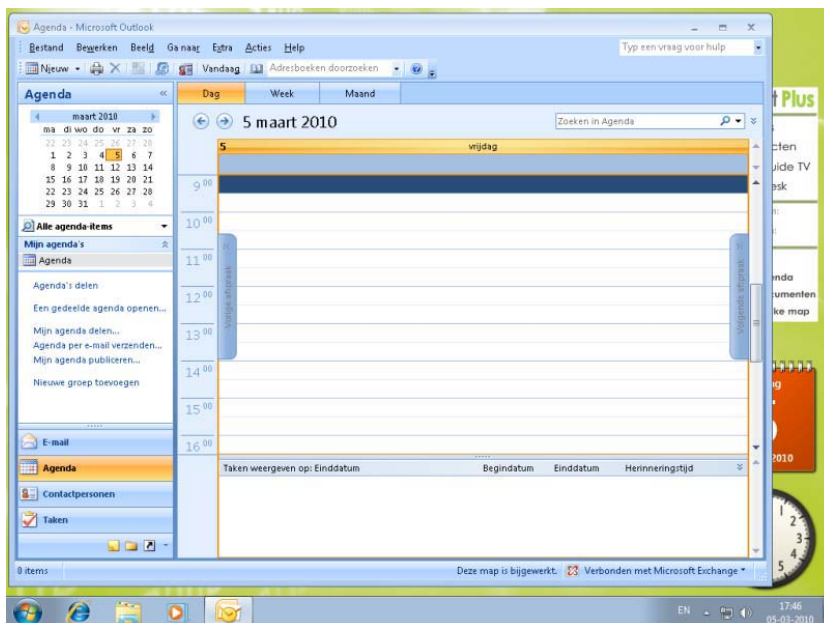 Agenda - Microsoft Outlook
Bestand Bewerken Beeld Ga naar Extra Acties Help
Typ een vraag voor hulp
Nieuw Vandaag Adresboeken doorzoeken
Agenda «
maart 2010
ma di wo do vr za zo
22 23 24 25 26 27 28
1 2 3 4 5 6 7
8 9 10 11 12 13 14
15 16 17 18 19 20 21
22 23 24 25 26 27 28
29 30 31 1 2 3 4
Alle agenda-items
Mijn agenda's
Agenda
Agenda's delen
Een gedeelde agenda openen...
Mijn agenda delen...
Agenda per e-mail verzenden...
Mijn agenda publiceren...
Nieuwe groep toevoegen
E-mail
Agenda
Contactpersonen
Taken
Dag Week Maand
5 maart 2010
Zoeken in Agenda
5 vrijdag
9 00
10 00
11 00
12 00
13 00
14 00
15 00
16 00
Vorige afspraak
Volgende afspraak
Taken weergeven op: Einddatum Begindatum Einddatum Herinneringstijd
0 items
Deze map is bijgewerkt. Verbonden met Microsoft Exchange
t Plus
cten
uide TV
esk
nda
umenten
ke map
ag
2010
1
2
3
4
5
EN
17:46
05-03-2010